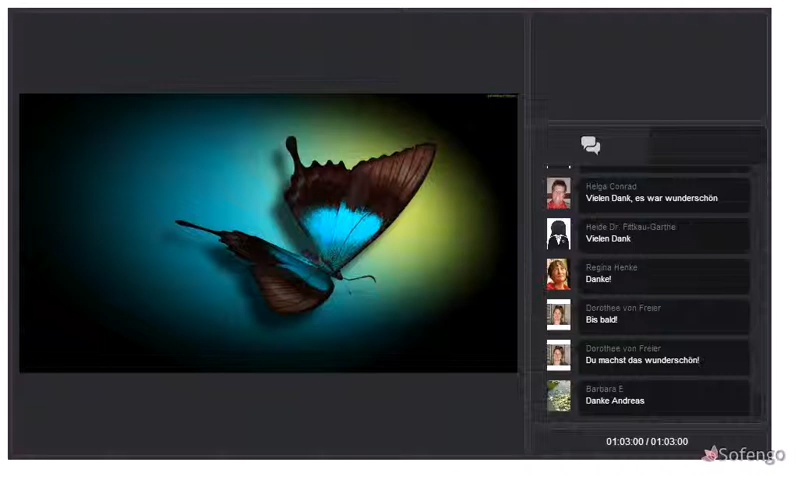 Helga Conrad
Vielen Dank, es war wunderschön
Heide Dr. Fittkau-Garthe
Vielen Dank
Regina Henke
Danke!
Dorothee von Freier
Bis bald!
Dorothee von Freier
Du machst das wunderschön!
Barbara E
Danke Andreas
01:03:00 / 01:03:00
Sofengo